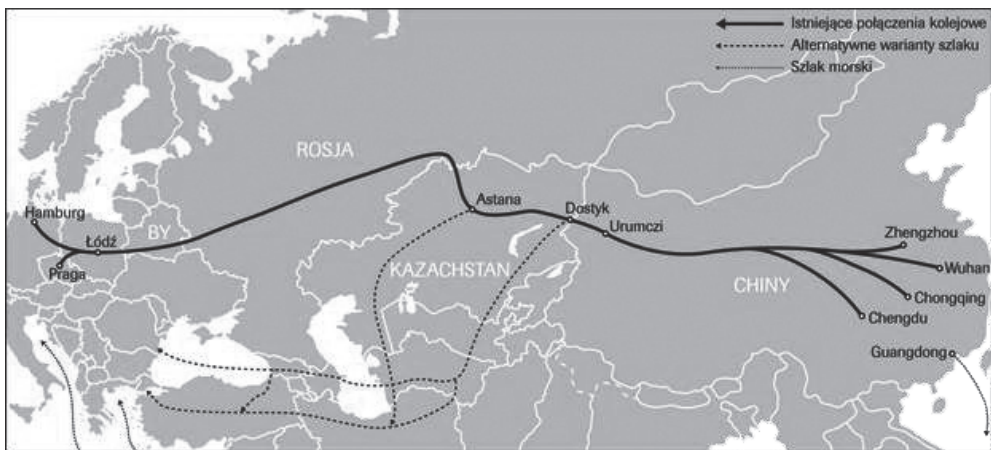 Istniejące połączenia kolejowe
Alternatywne warianty szlaku
Szlak morski
ROSJA
Astana
Hamburg
BY
Dostyk
Urumczi
Łódź
Zhengzhou
Praga
KAZACHSTAN
Wuhan
CHINY
Chongqing
Chengdu
Guangdong